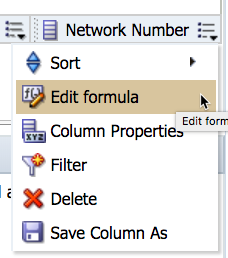 Network Number
Sort
Edit formula
Edit form
Column Properties
Filter
Delete
Save Column As